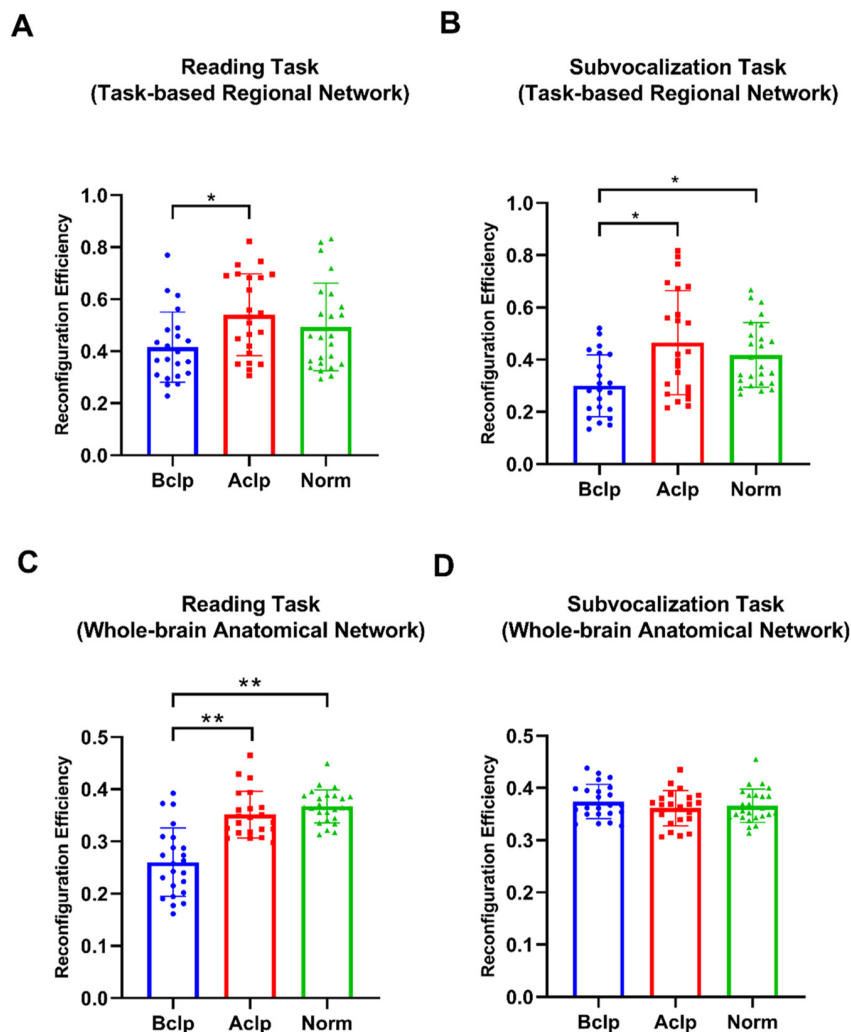 A
Reading Task
(Task-based Regional Network)
*
Reconfiguration Efficiency
1.0
0.8
0.6
0.4
0.2
0.0
Bclp Aclp Norm
B
Subvocalization Task
(Task-based Regional Network)
*
*
Reconfiguration Efficiency
1.0
0.8
0.6
0.4
0.2
0.0
Bclp Aclp Norm
C
Reading Task
(Whole-brain Anatomical Network)
**
**
Reconfiguration Efficiency
0.5
0.4
0.3
0.2
0.1
0.0
Bclp Aclp Norm
D
Subvocalization Task
(Whole-brain Anatomical Network)
Reconfiguration Efficiency
0.5
0.4
0.3
0.2
0.1
0.0
Bclp Aclp Norm